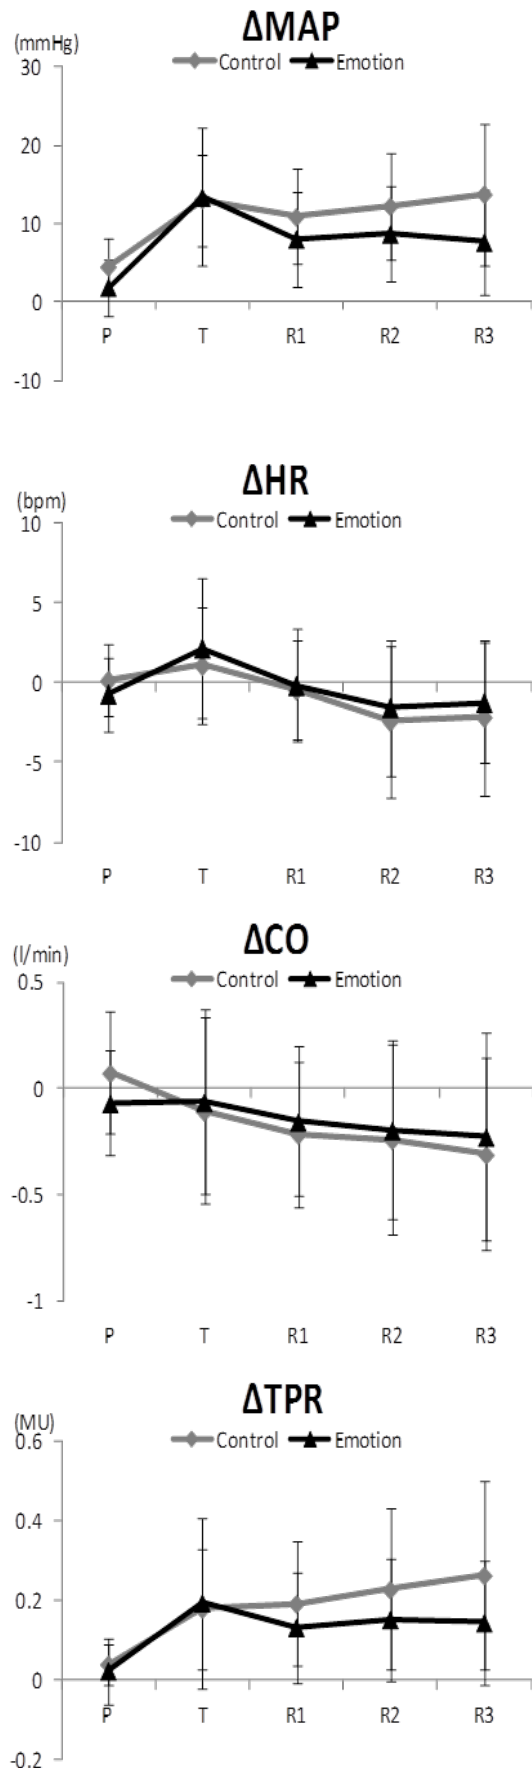 ΔMAP
(mmHg)
Control Emotion
30
20
10
0
-10
P T R1 R2 R3
ΔHR
(bpm)
Control Emotion
10
5
0
-5
-10
P T R1 R2 R3
ΔCO
(l/min)
Control Emotion
0.5
0
-0.5
-1
P T R1 R2 R3
ΔTPR
(MU)
Control Emotion
0.6
0.4
0.2
0
-0.2
P T R1 R2 R3